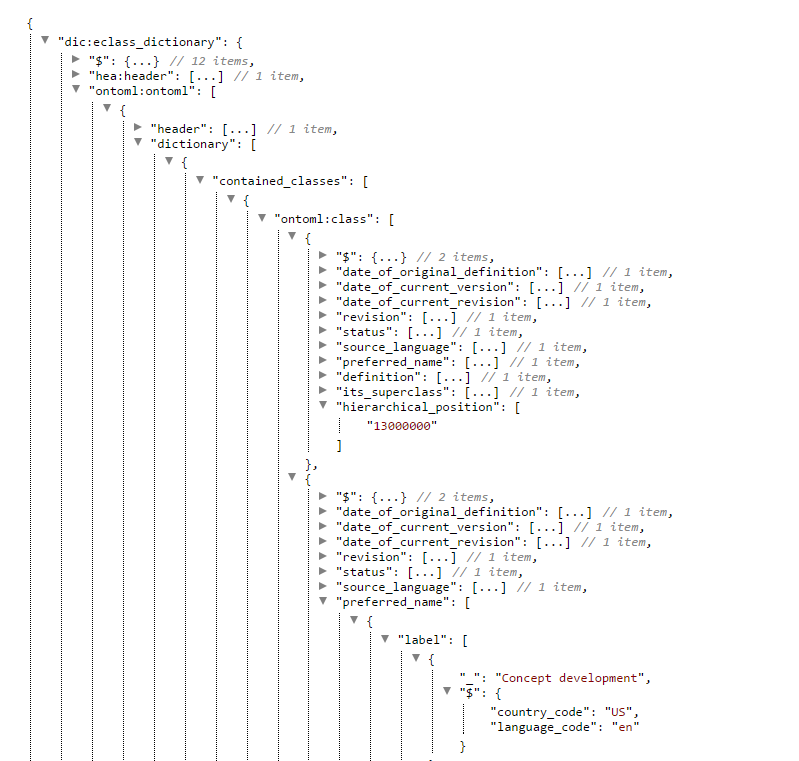 {
"dic:eclass_dictionary": {
"$": {...} // 12 items,
"hea:header": [...] // 1 item,
"ontoml:ontoml": [
{
"header": [...] // 1 item,
"dictionary": [
{
"contained_classes": [
{
"ontoml:class": [
{
"$": {...} // 2 items,
"date_of_original_definition": [...] // 1 item,
"date_of_current_version": [...] // 1 item,
"date_of_current_revision": [...] // 1 item,
"revision": [...] // 1 item,
"status": [...] // 1 item,
"source_language": [...] // 1 item,
"preferred_name": [...] // 1 item,
"definition": [...] // 1 item,
"its_superclass": [...] // 1 item,
"hierarchical_position": [
"13000000"
]
},
{
"$": {...} // 2 items,
"date_of_original_definition": [...] // 1 item,
"date_of_current_version": [...] // 1 item,
"date_of_current_revision": [...] // 1 item,
"revision": [...] // 1 item,
"status": [...] // 1 item,
"source_language": [...] // 1 item,
"preferred_name": [
{
"label": [
{
"_": "Concept development",
"$": {
"country_code": "US",
"language_code": "en"
}